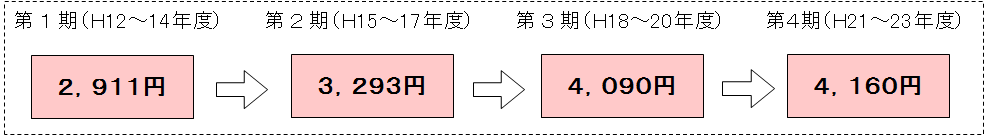 第１期（H12～14年度） 第２期（H15～17年度） 第３期（H18～20年度） 第4期（H21～23年度）
２，９１１円 ３，２９３円 ４，０９０円 ４，１６０円